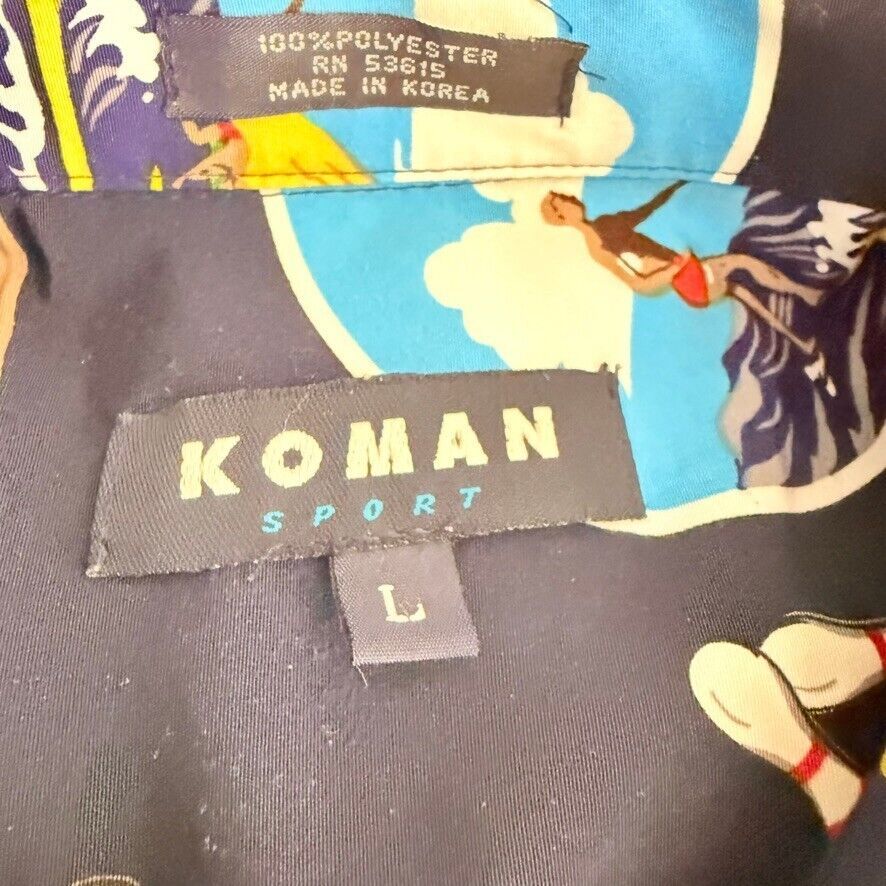 100%POLYESTER
RN 53615
MADE IN KOREA
KOMAN
SPORT
L